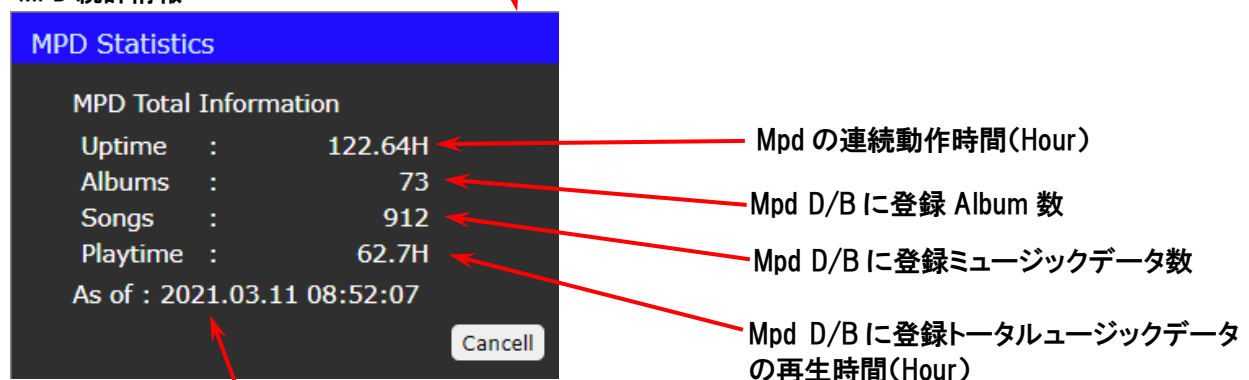 MPD Statistics
MPD Total Information
Uptime : 122.64H
Mpd の連続動作時間(Hour)
Albums : 73
Mpd D/B に登録 Album 数
Songs : 912
Mpd D/B に登録ミュージックデータ数
Playtime : 62.7H
Mpd D/B に登録トータルュージックデータ
の再生時間(Hour)
As of : 2021.03.11 08:52:07
Cancell